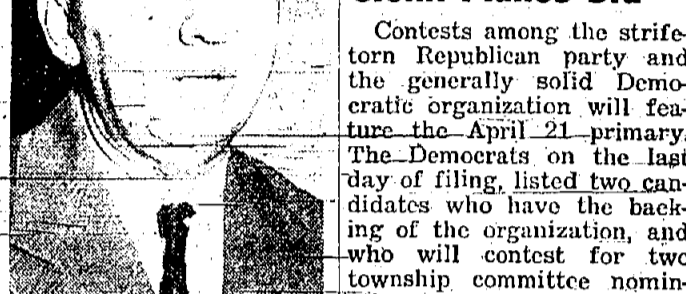 Contests among the strife-
torn Republican party and
the generally solid Demo-
cratic organization will fea-
ture the April 21 primary.
The Democrats on the last
day of filing, listed two can-
didates who have the back-
ing of the organization, and
who will contest for two
township committee nomin-